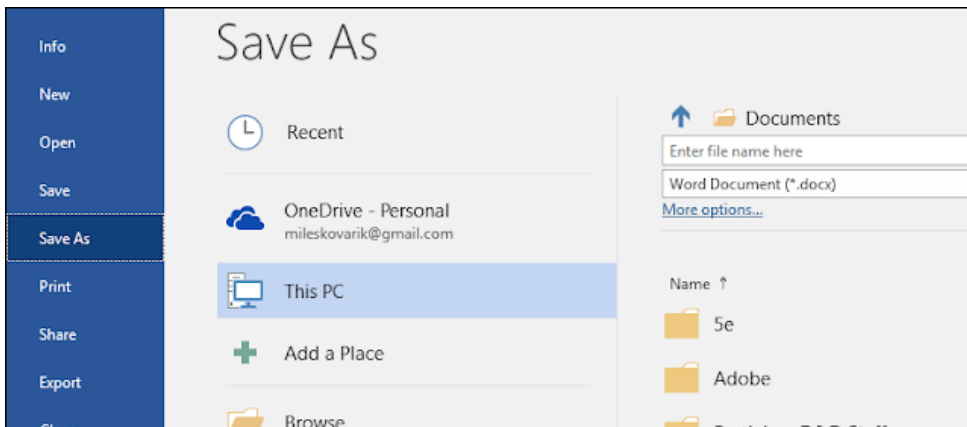 Save As
Info
New
Open
Save
Save As
Print
Share
Export
Recent
OneDrive - Personal
mileskovarik@gmail.com
This PC
Add a Place
Browse
Documents
Enter file name here
Word Document (*.docx)
More options...
Name ↑
5e
Adobe